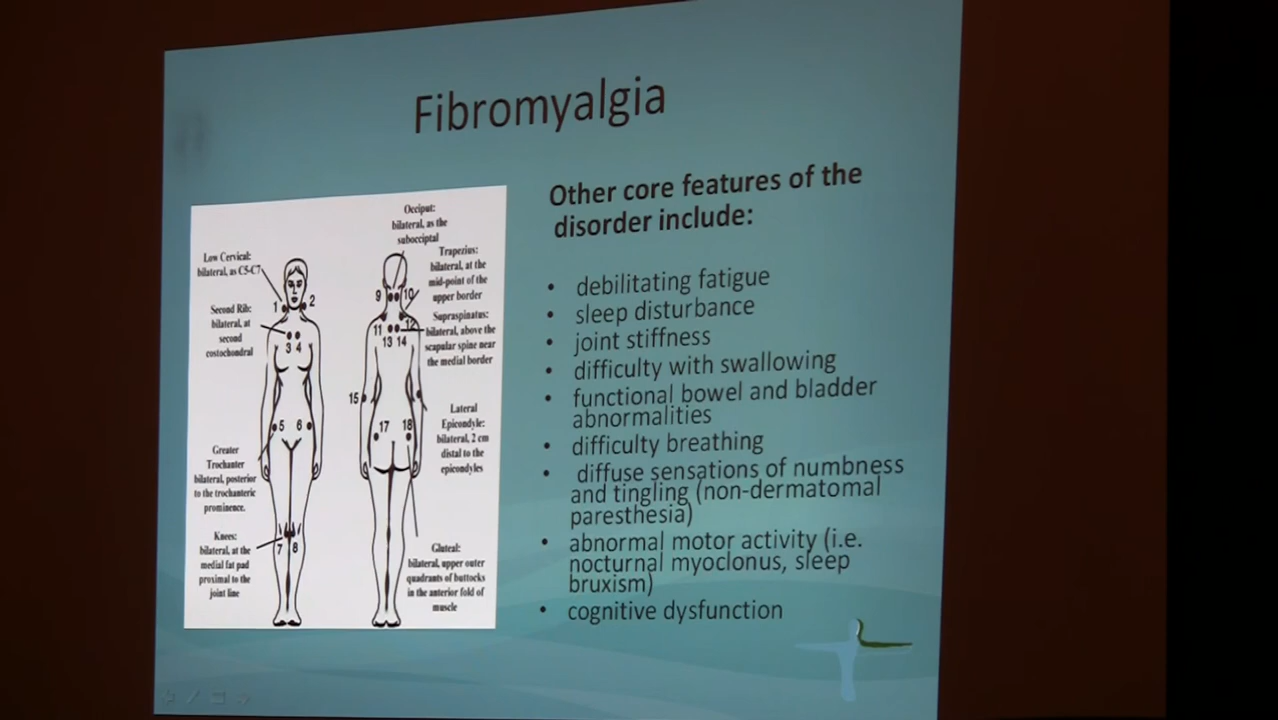 Fibromyalgia
Occiput:
bilateral, as the
suboccipital
Low Cervical:
bilateral, as C5-C7
Trapezius:
bilateral, at the
mid-point of the
upper border
Second Rib:
bilateral, at
second
costochondral
Supraspinatus:
bilateral, above the
scapular spine near
the medial border
1 2
3 4
9 10
11 12
13 14
15
5 6
17 18
7 8
Lateral
Epicondyle:
bilateral, 2 cm
distal to the
epicondyles
Greater
Trochanter
bilateral, posterior
to the trochanteric
prominence.
Knees:
bilateral, at the
medial fat pad
proximal to the
joint line
Gluteal:
bilateral, upper outer
quadrants of buttocks
in the anterior fold of
muscle
Other core features of the
disorder include:
• debilitating fatigue
• sleep disturbance
• joint stiffness
• difficulty with swallowing
• functional bowel and bladder
abnormalities
• difficulty breathing
• diffuse sensations of numbness
and tingling (non-dermatomal
paresthesia)
• abnormal motor activity (i.e.
nocturnal myoclonus, sleep
bruxism)
• cognitive dysfunction